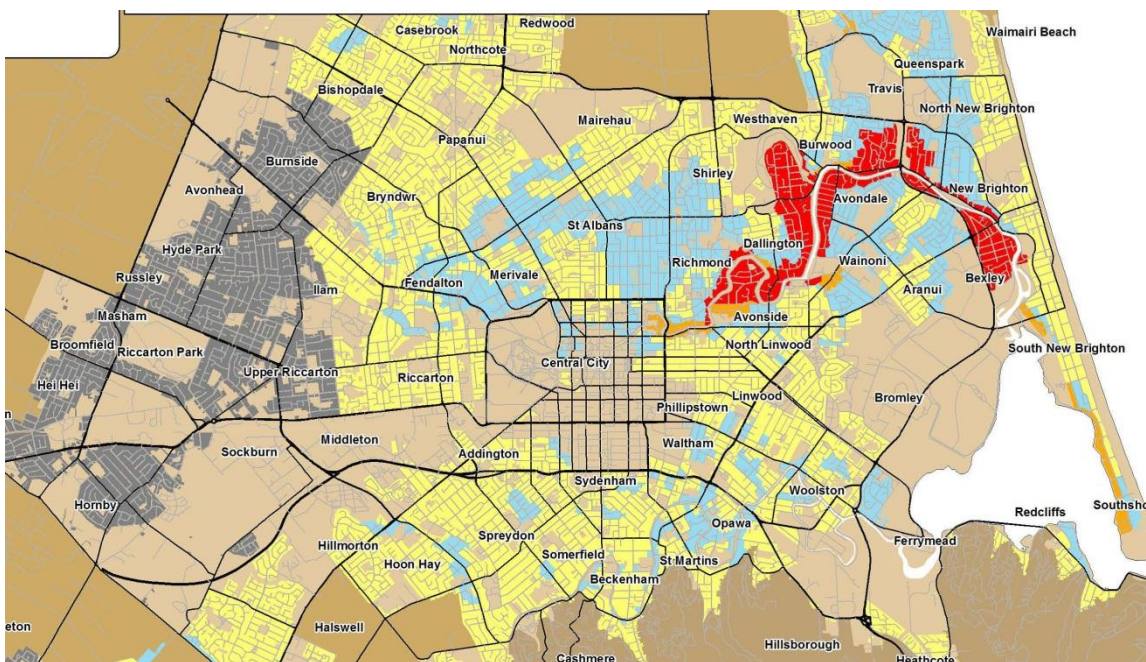 Redwood
Casebrook
Waimairi Beach
Northcote
Queenspark
Bishopdale
Travis
North New Brighton
Mairehau
Westhaven
Papanui
Burwood
Burnside
Shirley
Avonhead
Bryndwr
New Brighton
Avondale
St Albans
Hyde Park
Dallington
Richmond
Wainoni
Russley
Merivale
Fendalton
Bexley
Ilam
Aranui
Masham
Avonside
Broomfield
North Linwood
South New Brighton
Riccarton Park
Central City
Upper Riccarton
Riccarton
Hei Hei
Linwood
Bromley
Phillipstown
n
Middleton
Waltham
Sockburn
Addington
Sydenham
Woolston
Hornby
Southsho
Redcliffs
Opawa
Spreydon
Ferrymead
Hillmorton
Somerfield
St Martins
Hoon Hay
Beckenham
eton
Halswell
Hillsborough
Cashmere
Heathcote